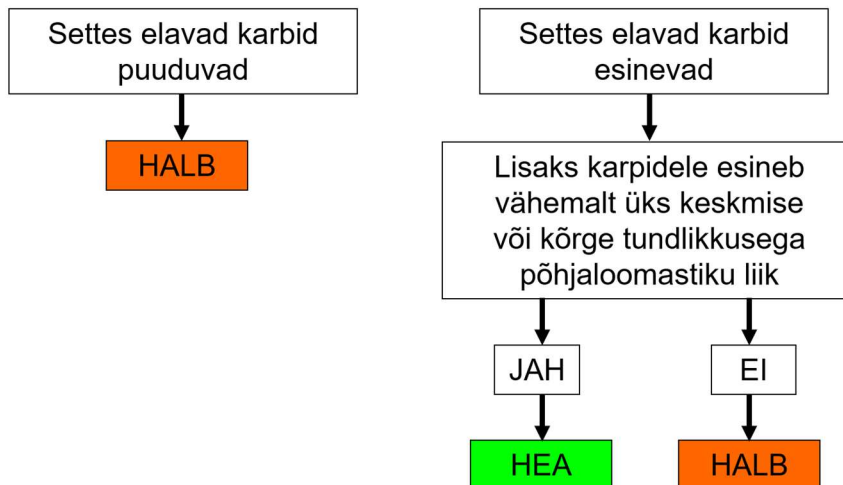 Settes elavad karbid
puuduvad
HALB
Settes elavad karbid
esinevad
Lisaks karpidele esineb
vähemalt üks keskmise
või kõrge tundlikkusega
põhjaloomastiku liik
JAH
EI
HEA
HALB